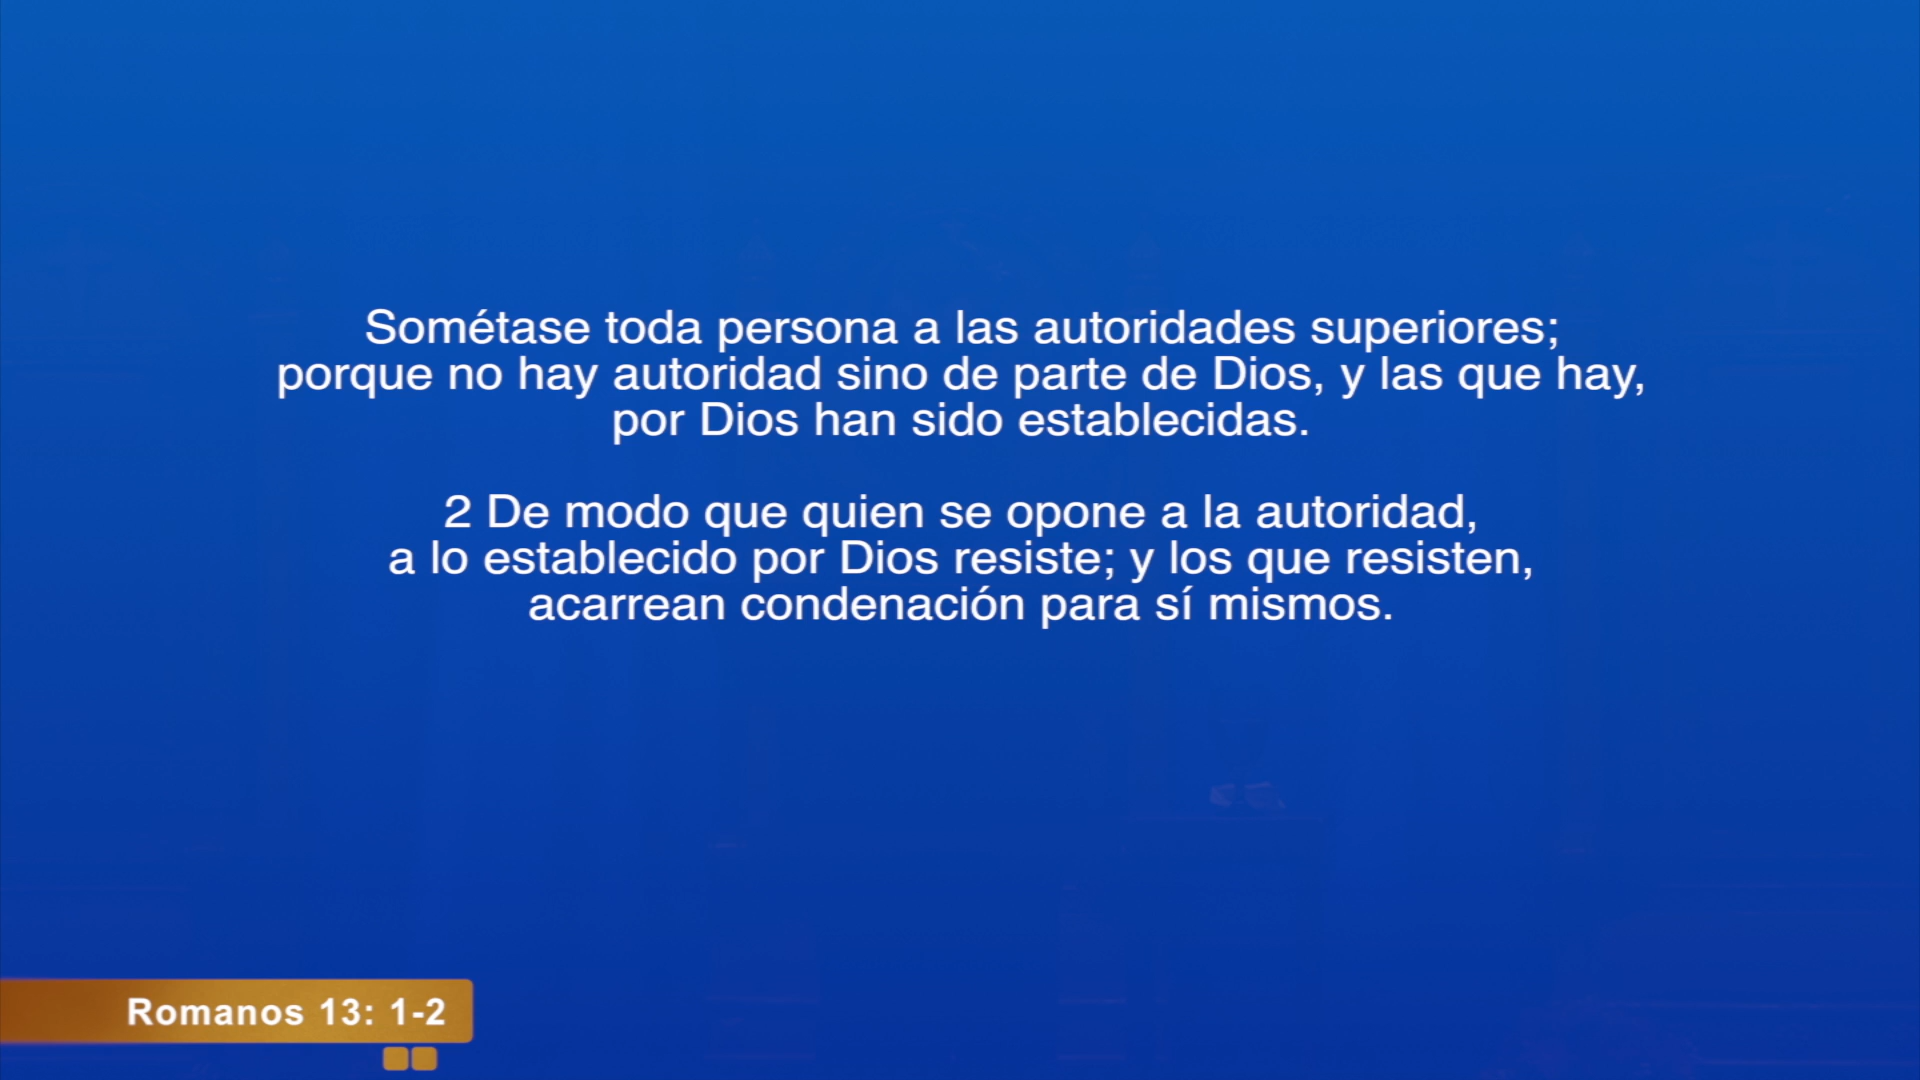 Sométase toda persona a las autoridades superiores;
porque no hay autoridad sino de parte de Dios, y las que hay,
por Dios han sido establecidas.
2 De modo que quien se opone a la autoridad,
a lo establecido por Dios resiste; y los que resisten,
acarrean condenación para sí mismos.
Romanos 13: 1-2